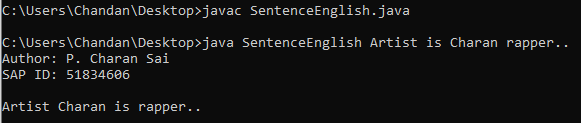 C:\Users\Chandan\Desktop>javac SentenceEnglish.java
C:\Users\Chandan\Desktop>java SentenceEnglish Artist is Charan rapper..
Author: P. Charan Sai
SAP ID: 51834606
Artist Charan is rapper..